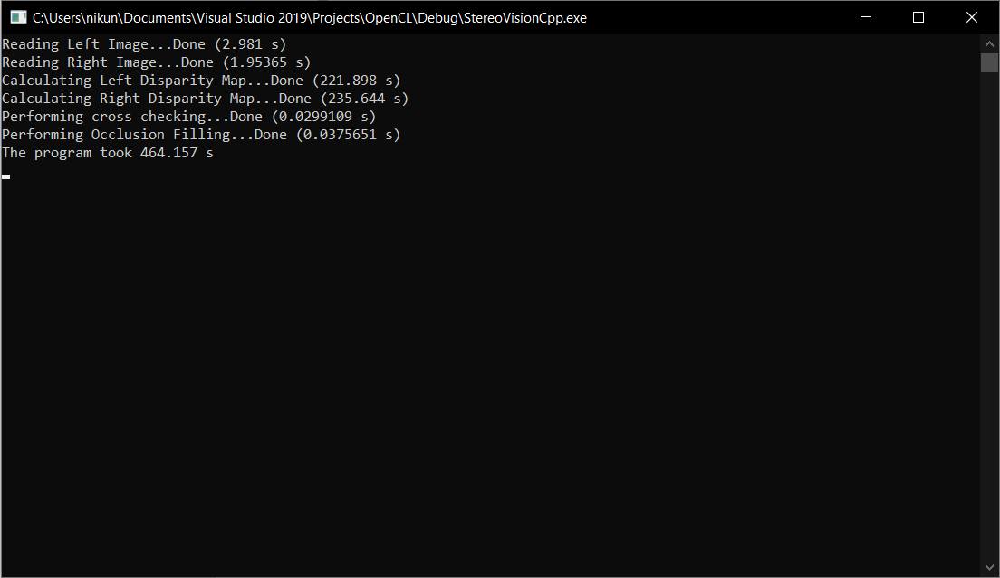 C:\Users\nikun\Documents\Visual Studio 2019\Projects\OpenCL\Debug\StereoVisionCpp.exe
Reading Left Image...Done (2.981 s)
Reading Right Image...Done (1.95365 s)
Calculating Left Disparity Map...Done (221.898 s)
Calculating Right Disparity Map...Done (235.644 s)
Performing cross checking...Done (0.0299109 s)
Performing Occlusion Filling...Done (0.0375651 s)
The program took 464.157 s